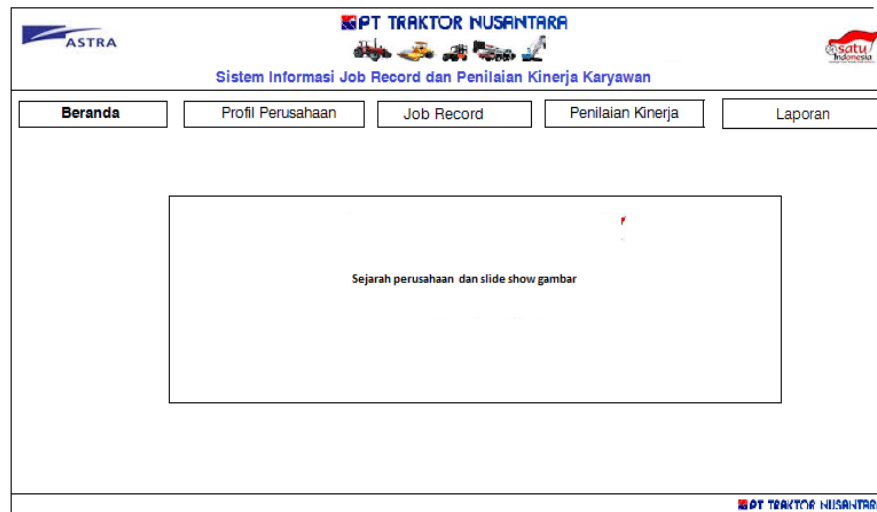 ASTRA
PT TRAKTOR NUSANTARA
satu
Indonesia
Sistem Informasi Job Record dan Penilaian Kinerja Karyawan
Beranda
Profil Perusahaan
Job Record
Penilaian Kinerja
Laporan
Sejarah perusahaan dan slide show gambar
PT TRAKTOR NUSANTAR